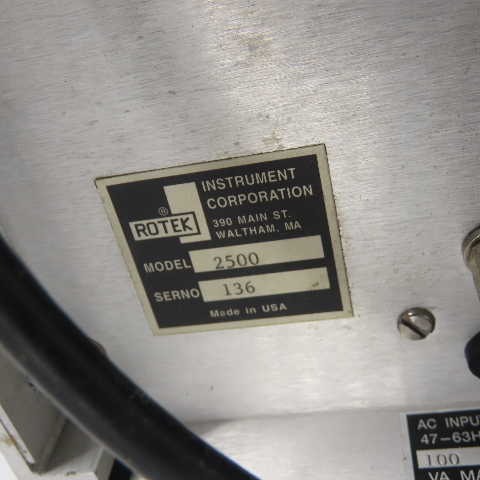 INSTRUMENT
CORPORATION
® ROTEK
390 MAIN ST.
WALTHAM, MA
MODEL 2500
SERNO 136
Made in USA
AC INPU
47-63H
100
VA MA